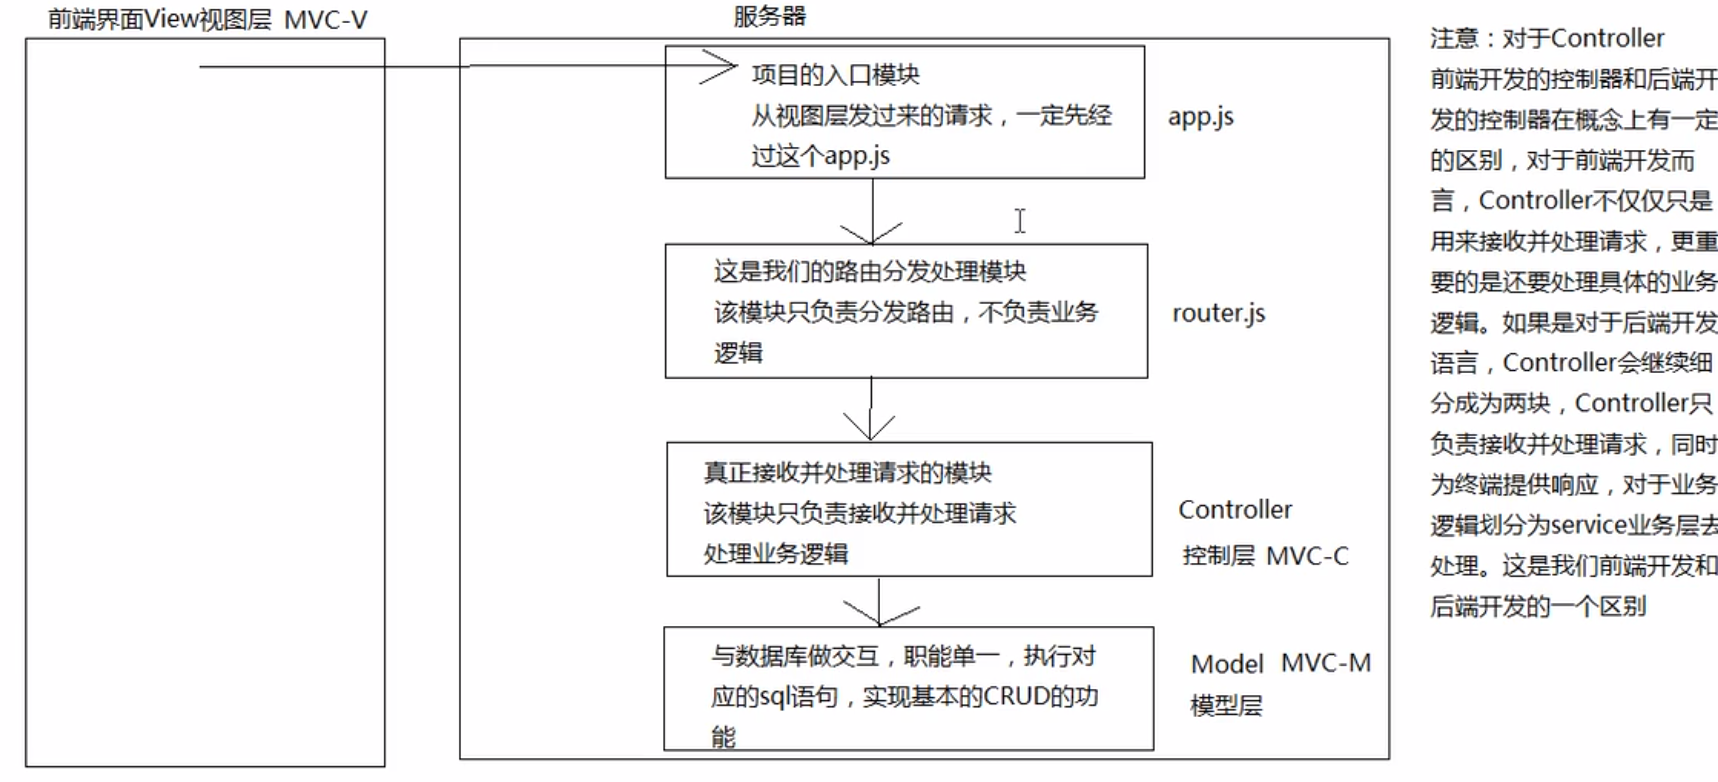 前端界面View视图层 MVC-V
服务器
项目的入口模块
从视图层发过来的请求，一定先经
过这个app.js
app.js
这是我们的路由分发处理模块
该模块只负责分发路由，不负责业务
逻辑
router.js
真正接收并处理请求的模块
该模块只负责接收并处理请求
处理业务逻辑
Controller
控制层 MVC-C
与数据库做交互，职能单一，执行对
应的sql语句，实现基本的CRUD的功
能
Model MVC-M
模型层
注意：对于Controller
前端开发的控制器和后端开
发的控制器在概念上有一定
的区别，对于前端开发而
言，Controller不仅仅只是
用来接收并处理请求，更重
要的是还要处理具体的业务
逻辑。如果是对于后端开发
语言，Controller会继续细
分成为两块，Controller只
负责接收并处理请求，同时
为终端提供响应，对于业务
逻辑划分为service业务层去
处理。这是我们前端开发和
后端开发的一个区别